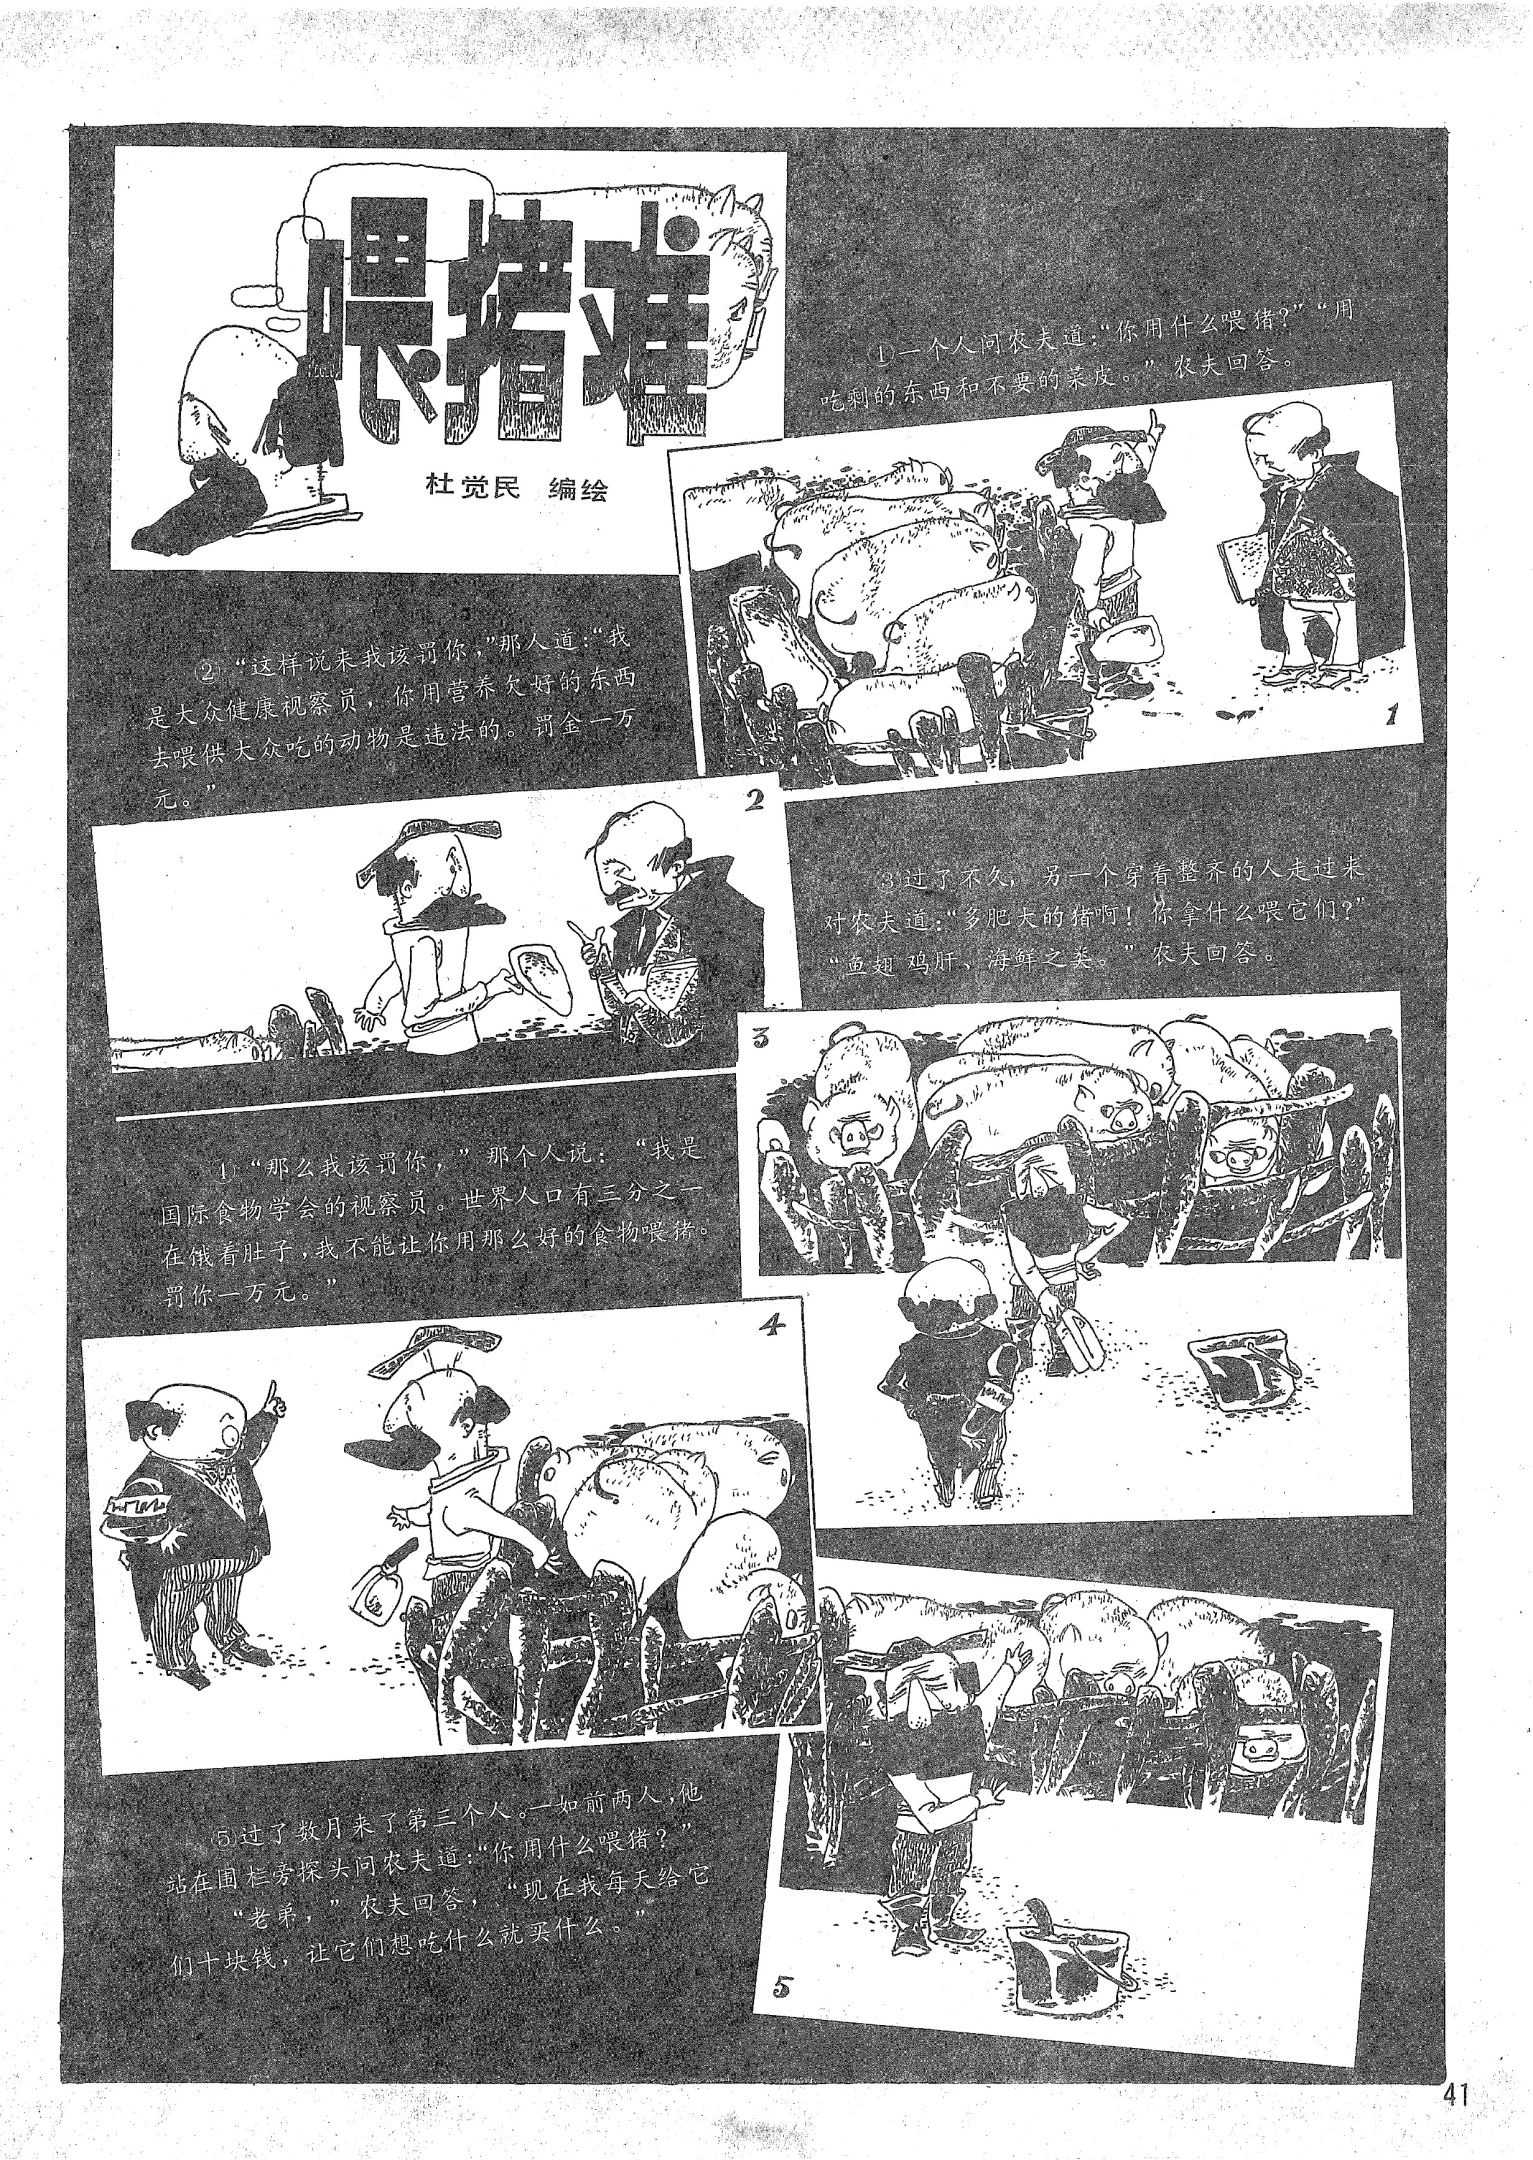 喂猪难
杜觉民 编绘
①一个人问农夫道：“你用什么喂猪？”“用
吃剩的东西和不要的菜皮。”农夫回答。
1
②“这样说来我该罚你，”那人道：“我
是大众健康视察员，你用营养欠好的东西
去喂供大众吃的动物是违法的。罚金一万
元。”
2
③过了不久，另一个穿着整齐的人走过来
对农夫道：“多肥大的猪啊！你拿什么喂它们？”
“鱼翅 鸡肝、海鲜之类。”农夫回答。
3
④“那么我该罚你，”那个人说：“我是
国际食物学会的视察员。世界人口有三分之一
在饿着肚子，我不能让你用那么好的食物喂猪。
罚你一万元。”
4
⑤过了数月来了第三个人。一如前两人，他
站在围栏旁探头问农夫道：“你用什么喂猪？”
“老弟，”农夫回答，“现在我每天给它
们十块钱，让它们想吃什么就买什么。”
5
41